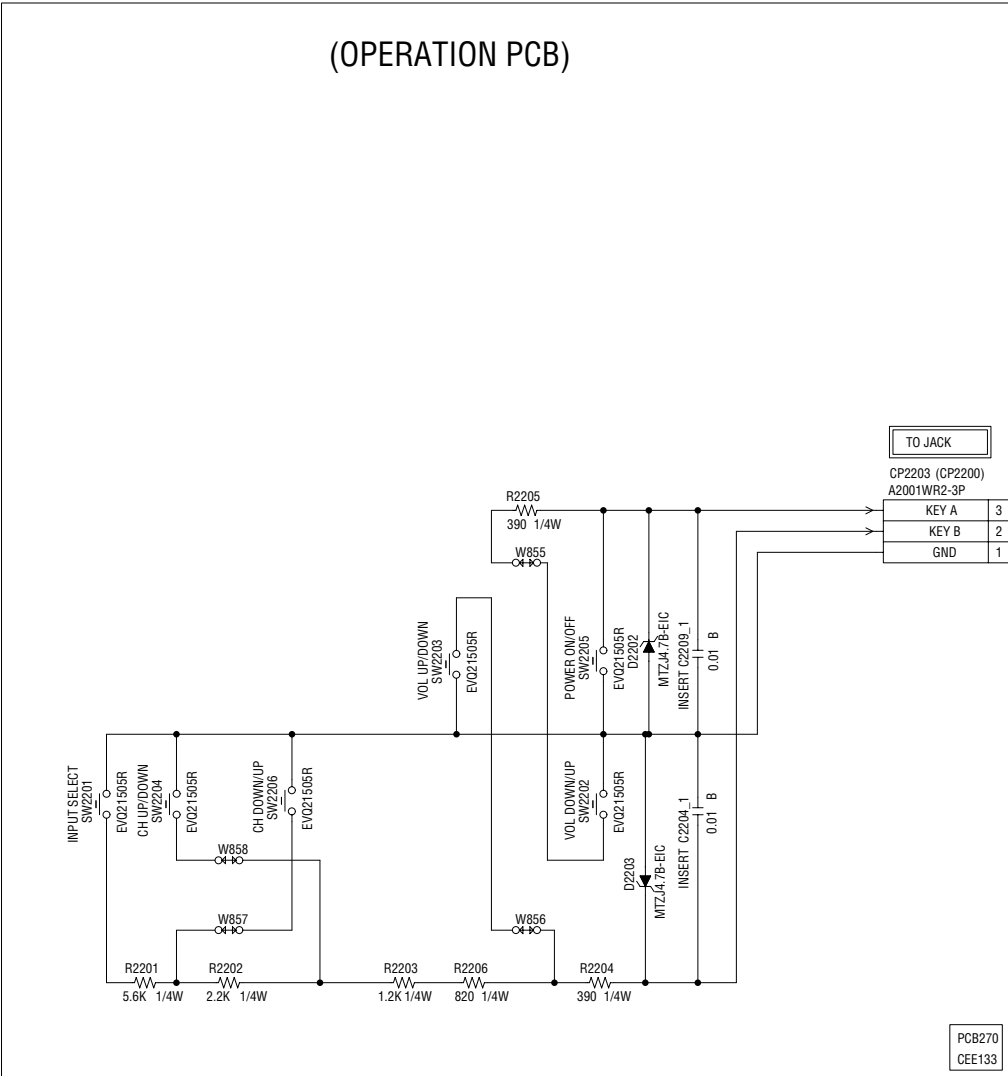 (OPERATION PCB)
TO JACK
CP2203 (CP2200)
A2001WR2-3P
KEY A 3
KEY B 2
GND 1
R2205
390 1/4W
W855
VOL UP/DOWN
SW2203
EVQ21505R
POWER ON/OFF
SW2205
EVQ21505R
D2202
MTZJ4.7B-EIC
INSERT C2209_1
0.01 B
INPUT SELECT
SW2201
EVQ21505R
CH UP/DOWN
SW2204
EVQ21505R
CH DOWN/UP
SW2206
EVQ21505R
VOL DOWN/UP
SW2202
EVQ21505R
D2203
MTZJ4.7B-EIC
INSERT C2204_1
0.01 B
W858
W857
W856
R2201
5.6K 1/4W
R2202
2.2K 1/4W
R2203
1.2K 1/4W
R2206
820 1/4W
R2204
390 1/4W
PCB270
CEE133